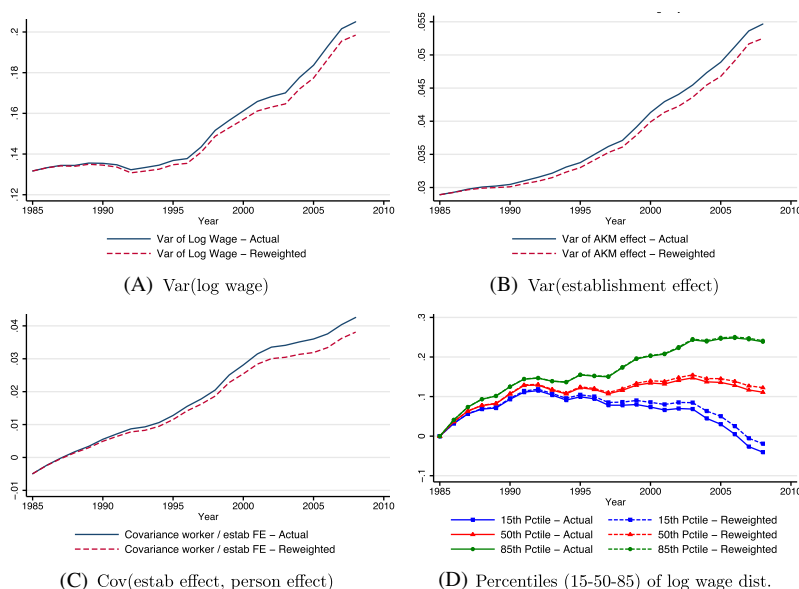 .2
.18
.16
.14
.12
1985 1990 1995 2000 2005 2010
Year
Var of Log Wage − Actual
Var of Log Wage − Reweighted
(A) Var(log wage)
.055
.05
.045
.04
.035
.03
1985 1990 1995 2000 2005 2010
Year
Var of AKM effect − Actual
Var of AKM effect − Reweighted
(B) Var(establishment effect)
.04
.03
.02
.01
0
−.01
1985 1990 1995 2000 2005 2010
Year
Covariance worker / estab FE − Actual
Covariance worker / estab FE − Reweighted
(C) Cov(estab effect, person effect)
.3
.2
.1
0
−.1
1985 1990 1995 2000 2005 2010
Year
15th Pctile − Actual 15th Pctile − Reweighted
50th Pctile − Actual 50th Pctile − Reweighted
85th Pctile − Actual 85th Pctile − Reweighted
(D) Percentiles (15-50-85) of log wage dist.